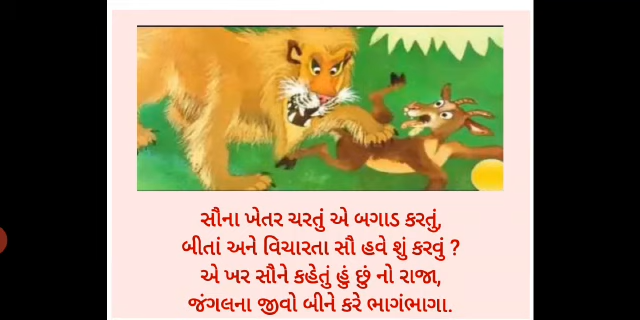 સૌના ખેતર ચરતું એ બગાડ કરતું,
બીતાં અને વિચારતા સૌ હવે શું કરવું ?
એ ખર સૌને કહેતું હું છું નો રાજા,
જંગલના જીવો બીને કરે ભાગંભાગા.